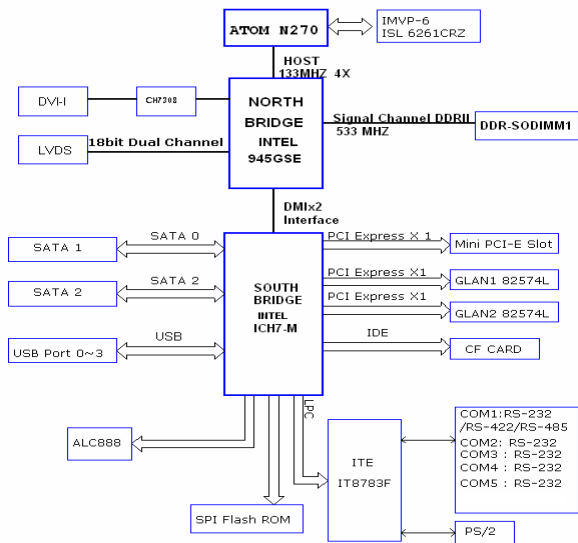 ATOM N270
IMVP-6
ISL 6261CRZ
HOST
133MHZ 4X
DVI-I
CH7308
NORTH
BRIDGE
INTEL
945GSE
Signal Channel DDRII
533 MHZ
DDR-SODIMM1
LVDS
18bit Dual Channel
DMIx2
Interface
SATA 1
SATA 0
SATA 2
SATA 2
USB Port 0~3
USB
SOUTH
BRIDGE
INTEL
ICH7-M
PCI Express X 1
Mini PCI-E Slot
PCI Express X1
GLAN1 82574L
PCI Express X1
GLAN2 82574L
IDE
CF CARD
LPC
ALC888
SPI Flash ROM
ITE
IT8783F
COM1:RS-232
/RS-422/RS-485
COM2: RS-232
COM3 : RS-232
COM4 : RS-232
COM5 : RS-232
PS/2